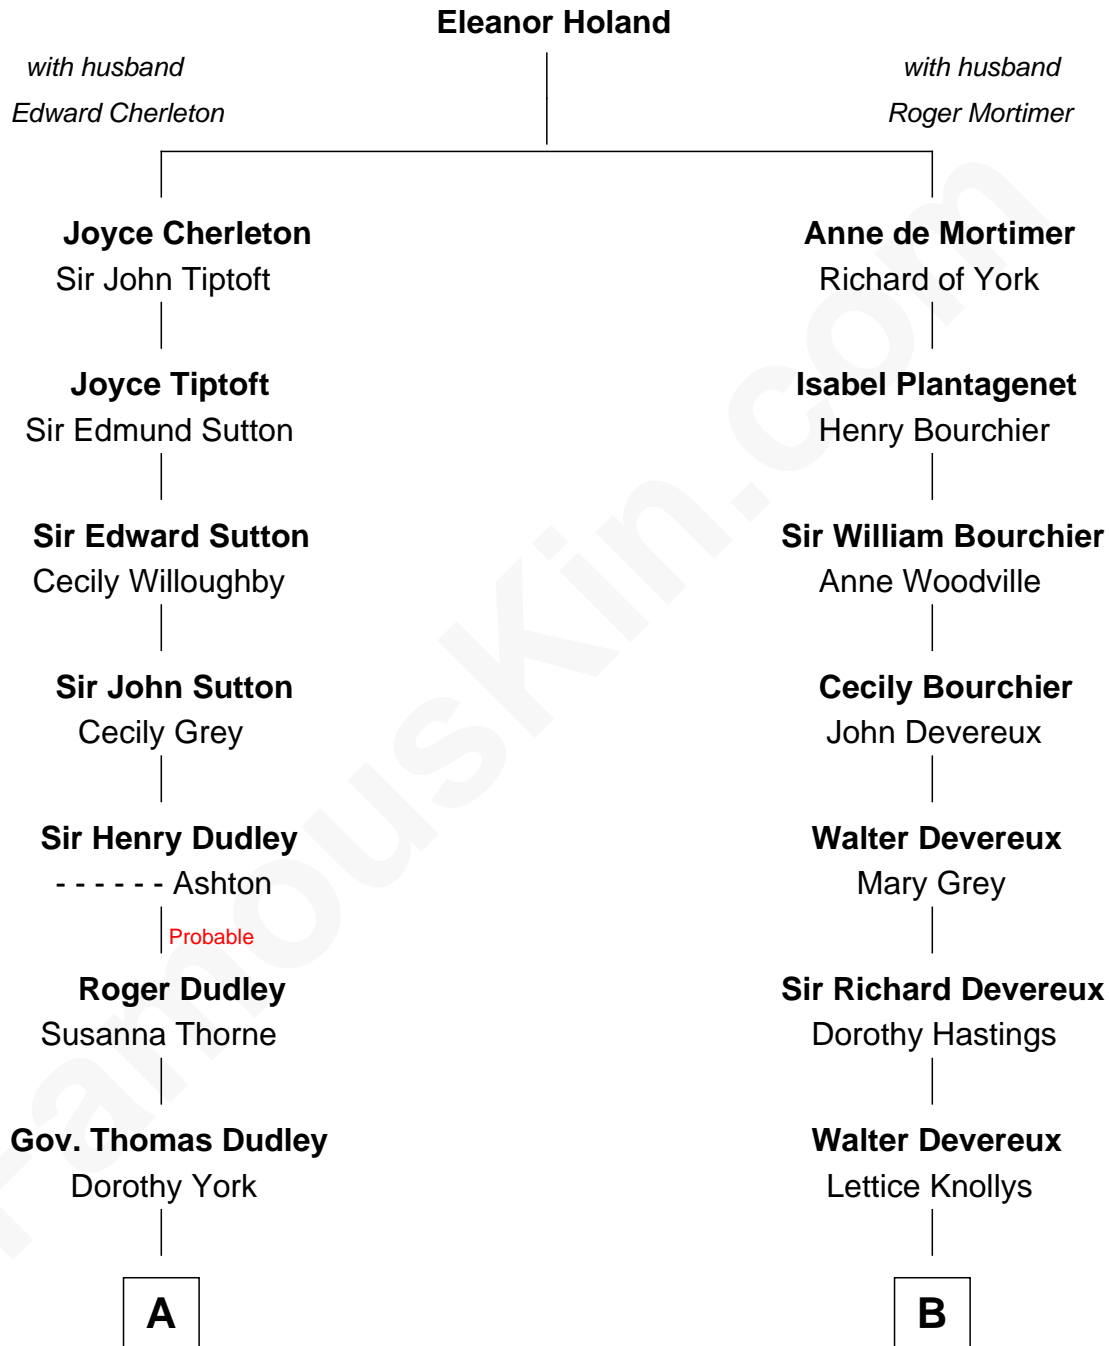 Eleanor Holand
with husband
Edward Cherleton
with husband
Roger Mortimer
Joyce Cherleton
Sir John Tiptoft
Anne de Mortimer
Richard of York
Joyce Tiptoft
Sir Edmund Sutton
Isabel Plantagenet
Henry Bourchier
Sir Edward Sutton
Cecily Willoughby
Sir William Bourchier
Anne Woodville
Sir John Sutton
Cecily Grey
Cecily Bourchier
John Devereux
Sir Henry Dudley
- - - - - - Ashton
Probable
Walter Devereux
Mary Grey
Roger Dudley
Susanna Thorne
Sir Richard Devereux
Dorothy Hastings
Gov. Thomas Dudley
Dorothy York
Walter Devereux
Lettice Knollys
A
B
FamousKin.com